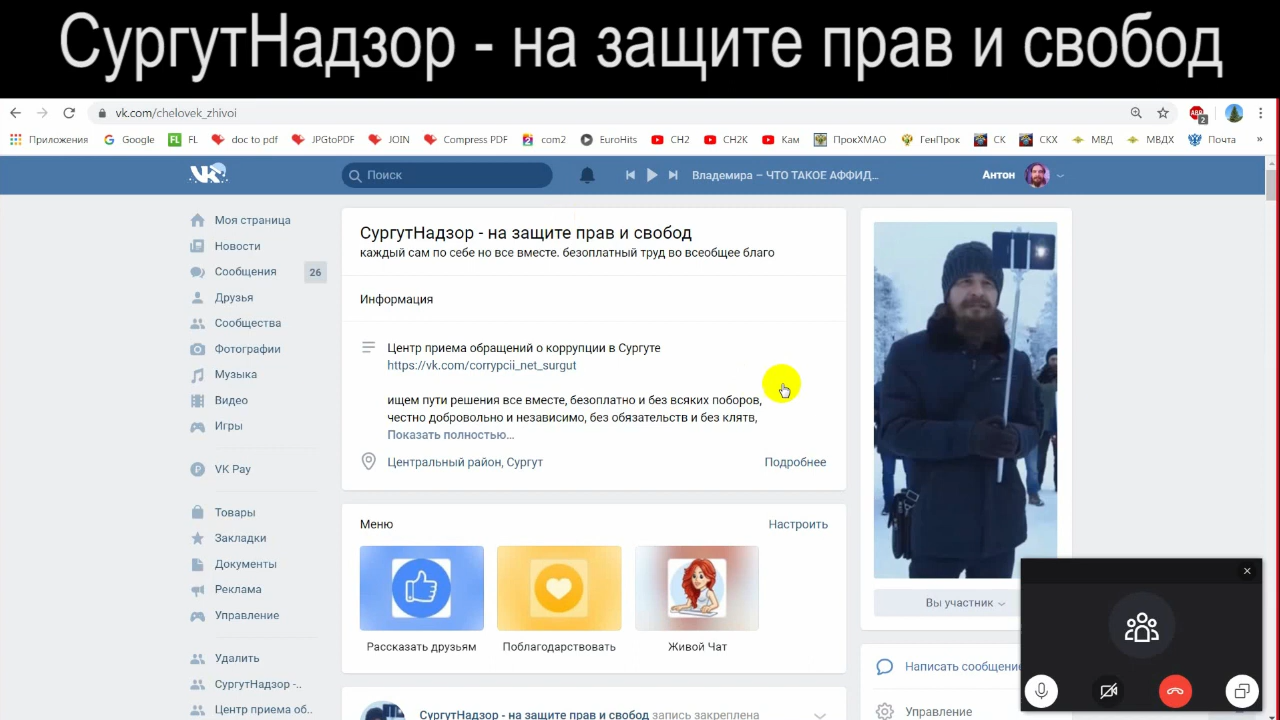 СургутНадзор - на защите прав и свобод
vk.com/chelovek_zhivoi
Приложения Google FL doc to pdf JPGtoPDF JOIN Compress PDF com2 EuroHits CH2 CH2K Кам ПрокХМАО ГенПрок СК СКХ МВД МВДХ Почта »
ABP 2
Поиск
Владемира – ЧТО ТАКОЕ АФФИД...
Антон
Моя страница
Новости
Сообщения 26
Друзья
Сообщества
Фотографии
Музыка
Видео
Игры
VK Pay
Товары
Закладки
Документы
Реклама
Управление
Удалить
СургутНадзор -..
Центр приема об..
СургутНадзор - на защите прав и свобод
каждый сам по себе но все вместе. безоплатный труд во всеобщее благо
Информация
Центр приема обращений о коррупции в Сургуте
https://vk.com/corrypcii_net_surgut
ищем пути решения все вместе, безоплатно и без всяких поборов,
честно добровольно и независимо, без обязательств и без клятв,
Показать полностью…
Центральный район, Сургут
Подробнее
Меню
Настроить
Рассказать друзьям
Поблагодарствовать
Живой Чат
СургутНадзор - на защите прав и свобод запись закреплена
Вы участник
Написать сообщение
Управление